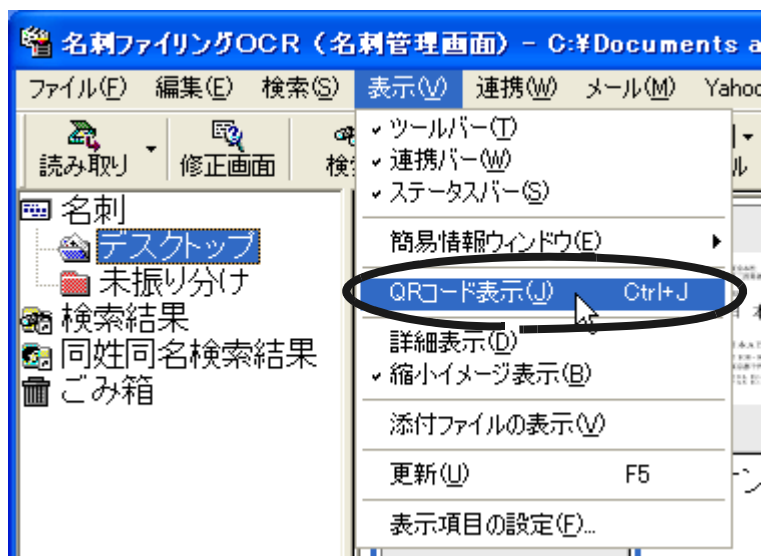 名刺ファイリングOCR（名刺管理画面）- C:¥Documents a
ファイル(F) 編集(E) 検索(S) 表示(V) 連携(W) メール(M) Yahoo
読み取り 修正画面 検 ル
名刺
デスクトップ
未振り分け
検索結果
同姓同名検索結果
ごみ箱
ツールバー(T)
連携バー(W)
ステータスバー(S)
簡易情報ウィンドウ(E)
QRコード表示(J) Ctrl+J
詳細表示(D)
縮小イメージ表示(B)
添付ファイルの表示(V)
更新(U) F5
表示項目の設定(F)...